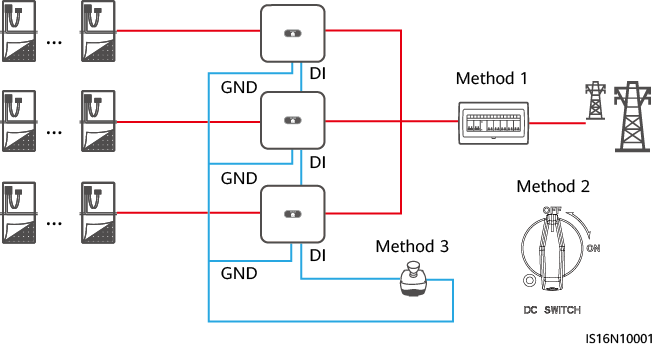 ...
GND
DI
Method 1
...
GND
DI
Method 2
...
OFF
ON
Method 3
GND
DI
DC SWITCH
IS16N10001